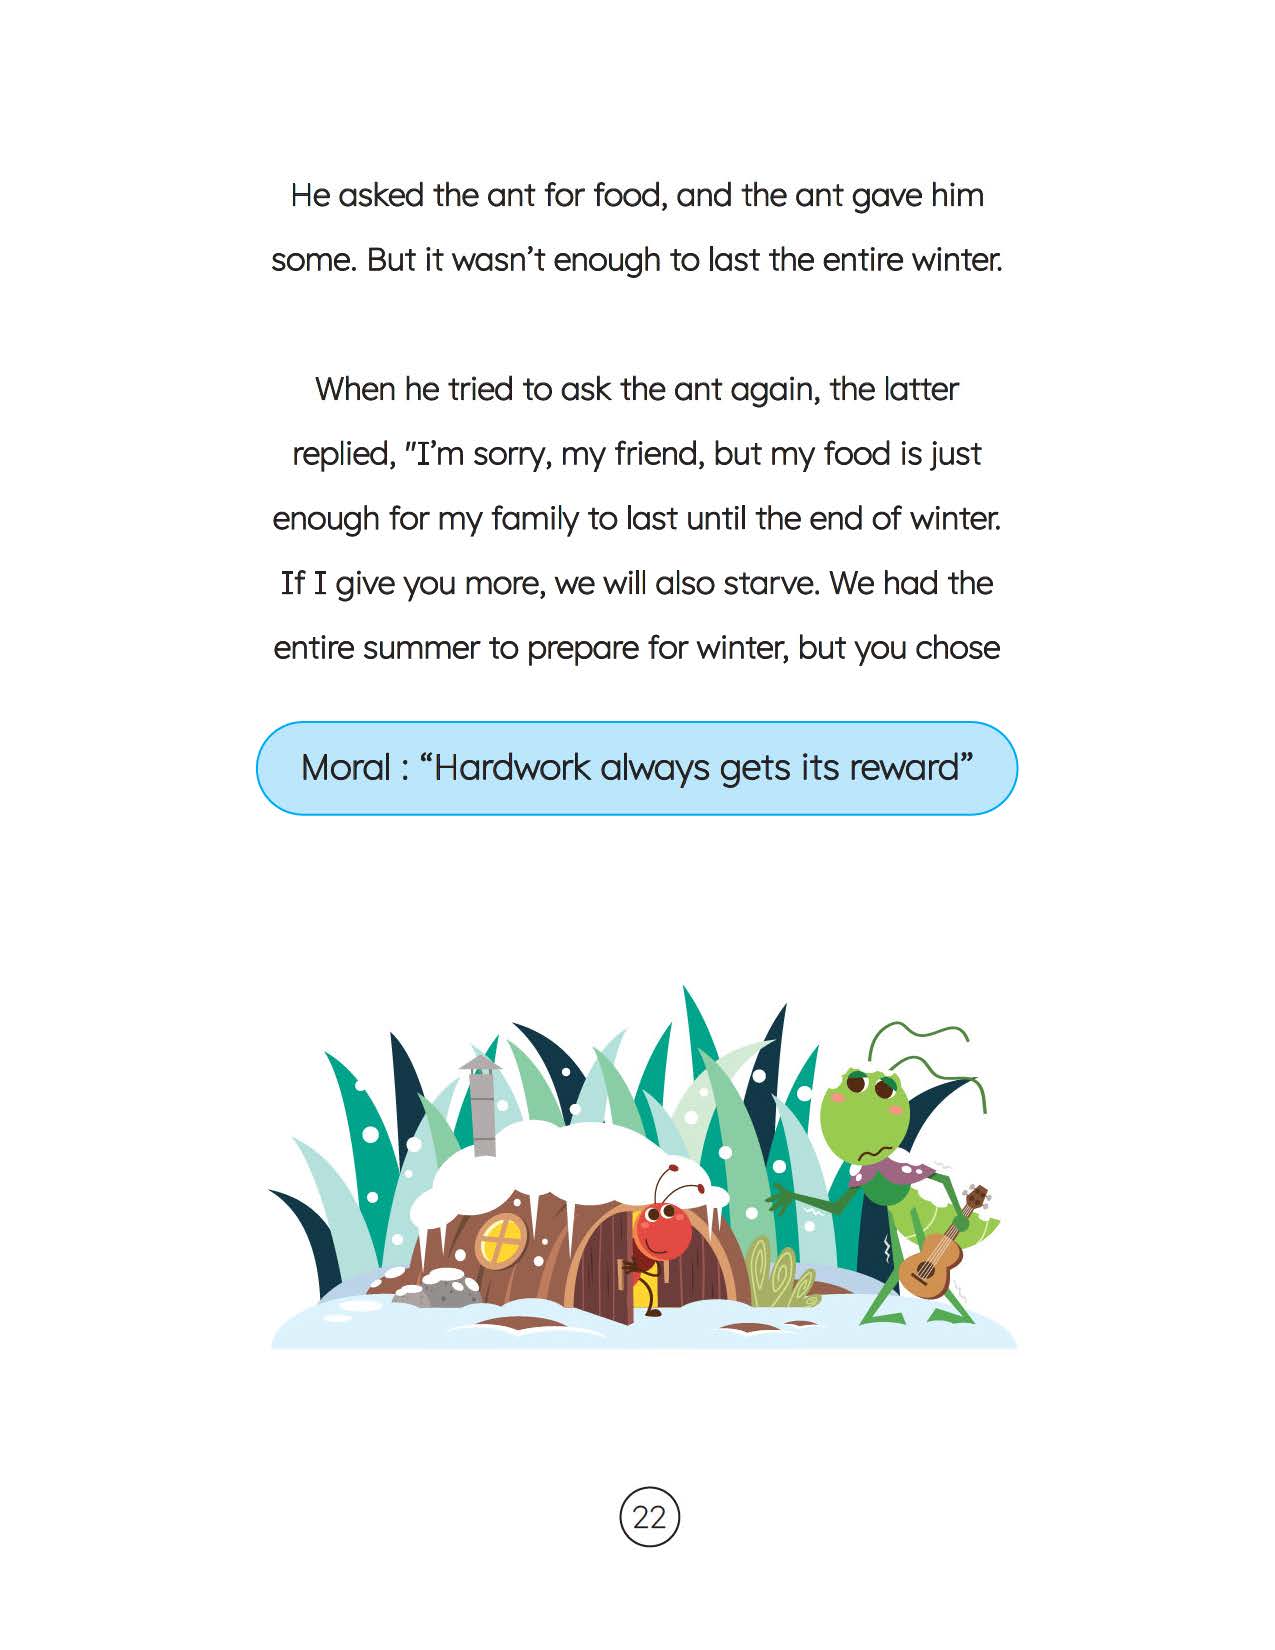 He asked the ant for food, and the ant gave him
some. But it wasn’t enough to last the entire winter.
When he tried to ask the ant again, the latter
replied, "I’m sorry, my friend, but my food is just
enough for my family to last until the end of winter.
If I give you more, we will also starve. We had the
entire summer to prepare for winter, but you chose
Moral : “Hardwork always gets its reward”
22